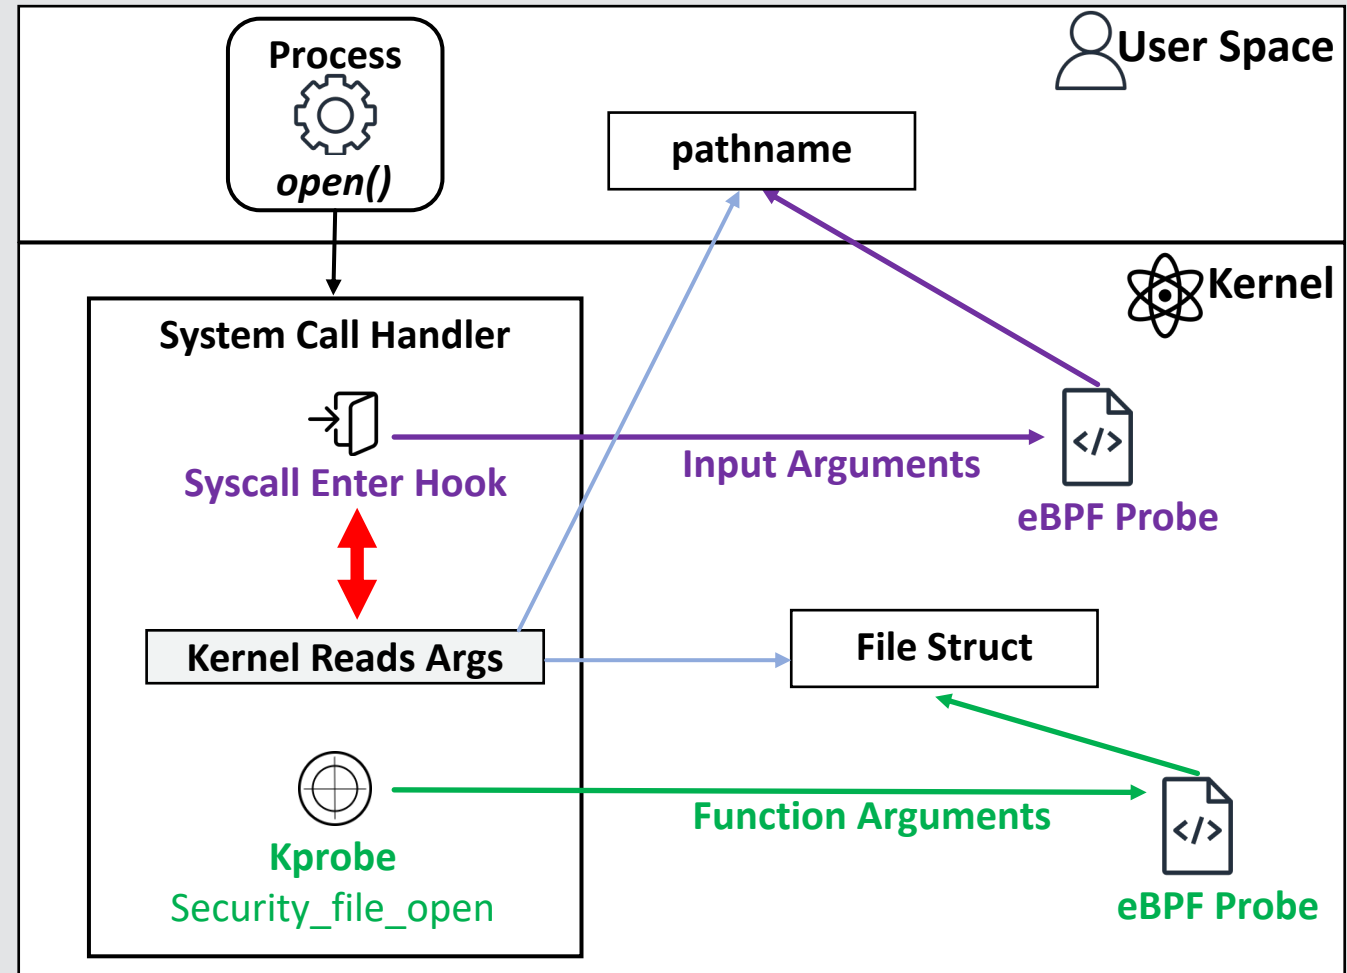 Process
open()
User Space
pathname
Kernel
System Call Handler
Syscall Enter Hook
Input Arguments
</>
eBPF Probe
Kernel Reads Args
File Struct
Kprobe
Security_file_open
Function Arguments
</>
eBPF Probe